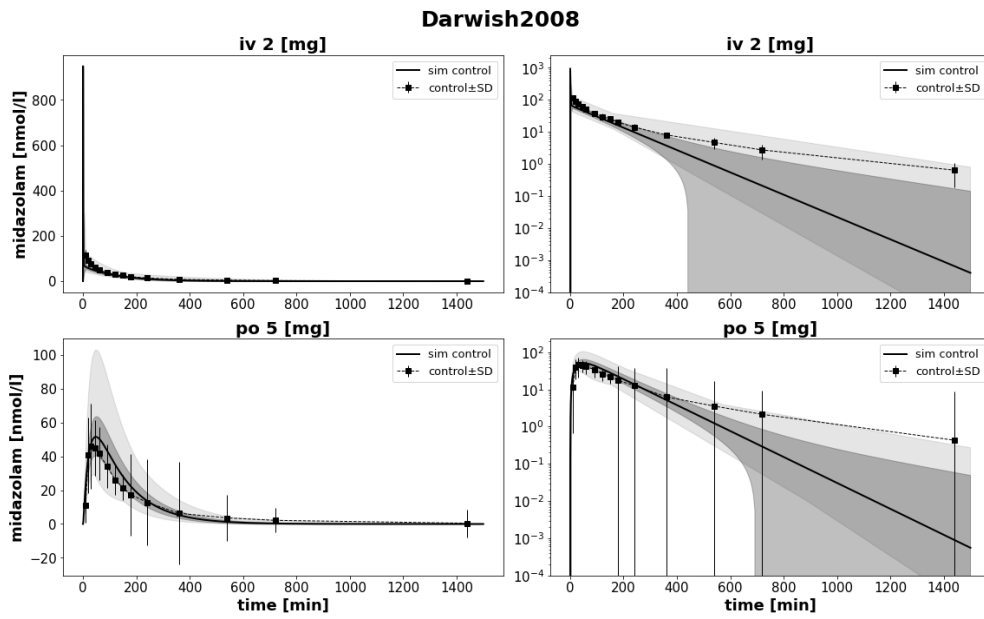 Darwish2008
iv 2 [mg]
midazolam [nmol/l]
800
600
400
200
0
0 200 400 600 800 1000 1200 1400
sim control
control±SD
iv 2 [mg]
10³
10²
10¹
10⁰
10⁻¹
10⁻²
10⁻³
10⁻⁴
0 200 400 600 800 1000 1200 1400
sim control
control±SD
po 5 [mg]
midazolam [nmol/l]
100
80
60
40
20
0
−20
0 200 400 600 800 1000 1200 1400
time [min]
sim control
control±SD
po 5 [mg]
10²
10¹
10⁰
10⁻¹
10⁻²
10⁻³
10⁻⁴
0 200 400 600 800 1000 1200 1400
time [min]
sim control
control±SD